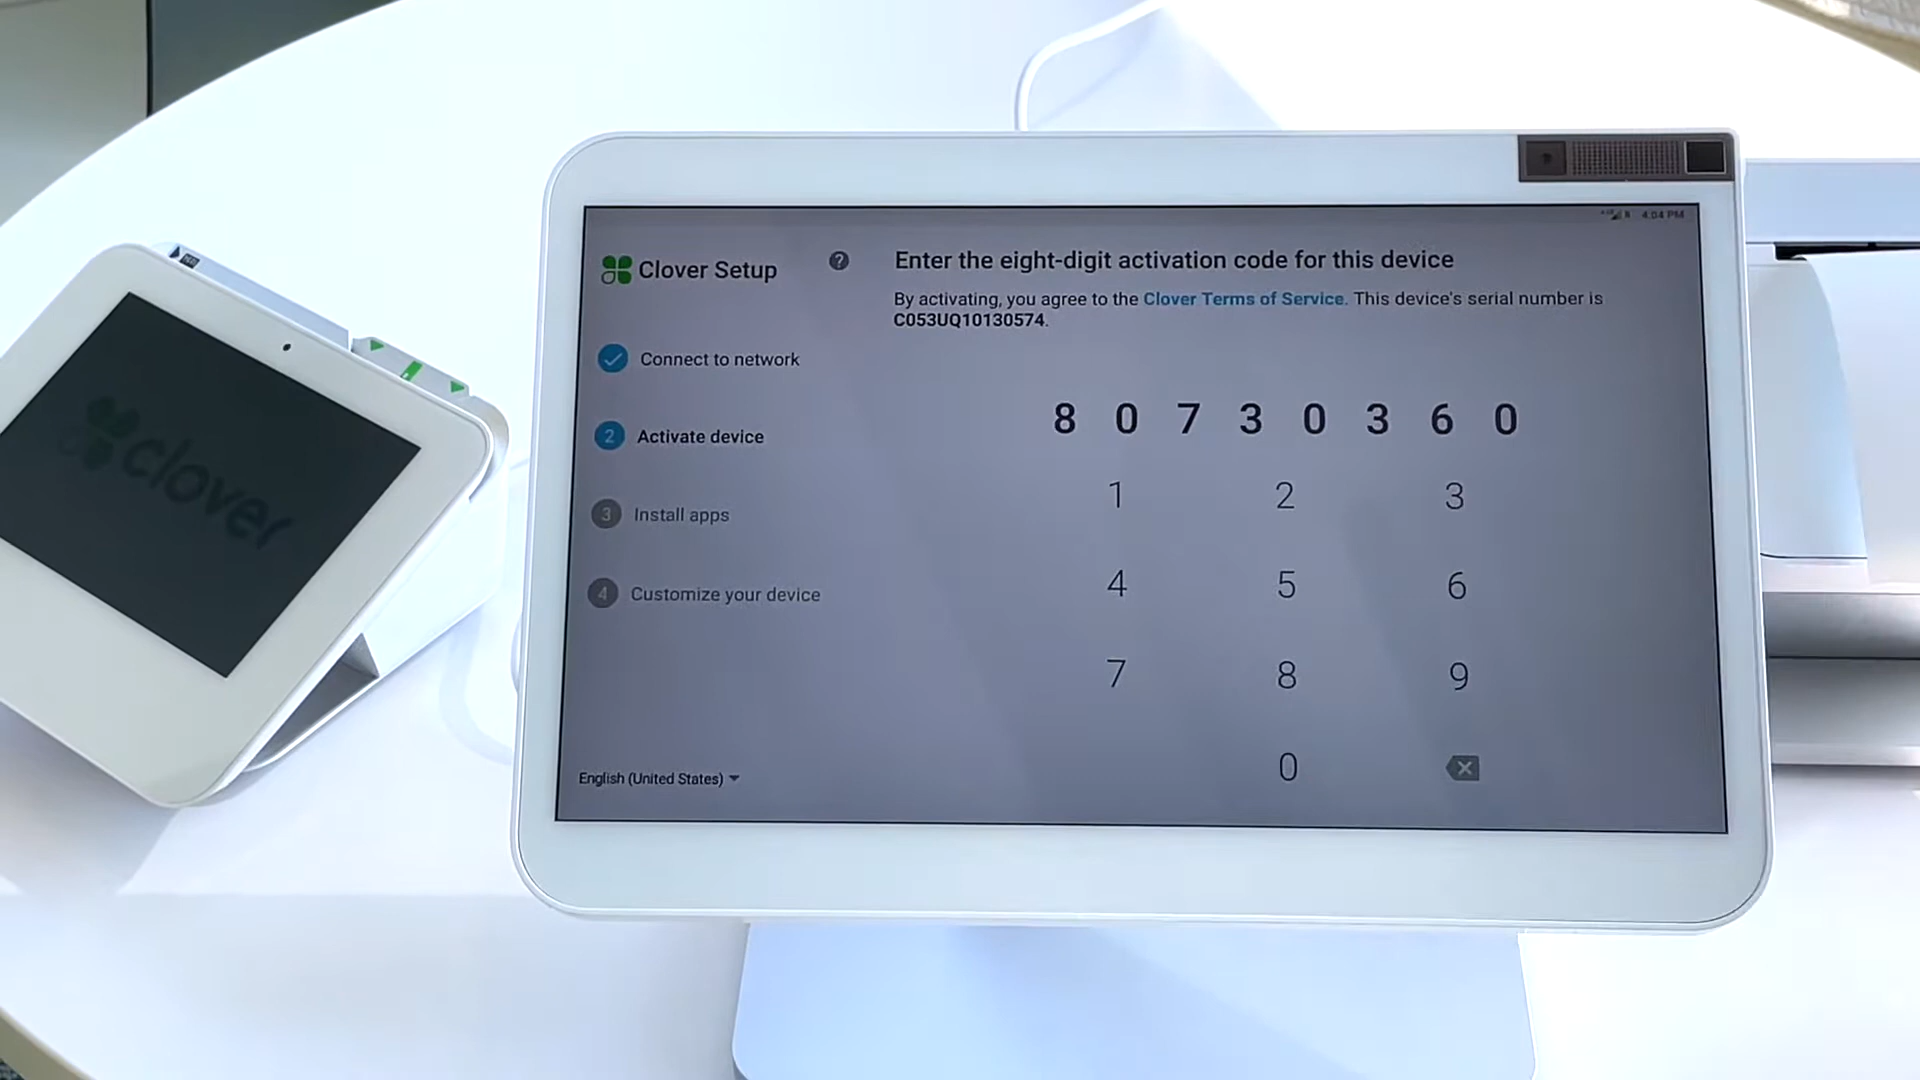 clover
4:04 PM
Clover Setup
?
Connect to network
2 Activate device
3 Install apps
4 Customize your device
English (United States)
Enter the eight-digit activation code for this device
By activating, you agree to the Clover Terms of Service. This device's serial number is
C053UQ10130574.
8 0 7 3 0 3 6 0
1 2 3
4 5 6
7 8 9
0